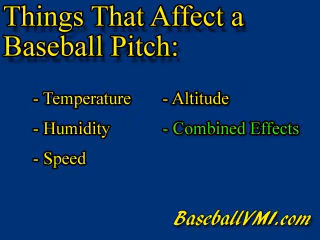 Things That Affect a
Baseball Pitch:
- Temperature
- Humidity
- Speed
- Altitude
- Combined Effects
BaseballVMI.com